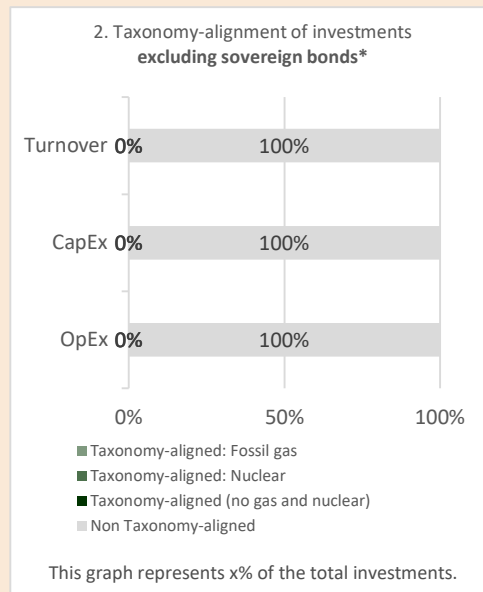 2. Taxonomy-alignment of investments
excluding sovereign bonds*
Turnover 0% 100%
CapEx 0% 100%
OpEx 0% 100%
0% 50% 100%
Taxonomy-aligned: Fossil gas
Taxonomy-aligned: Nuclear
Taxonomy-aligned (no gas and nuclear)
Non Taxonomy-aligned
This graph represents x% of the total investments.